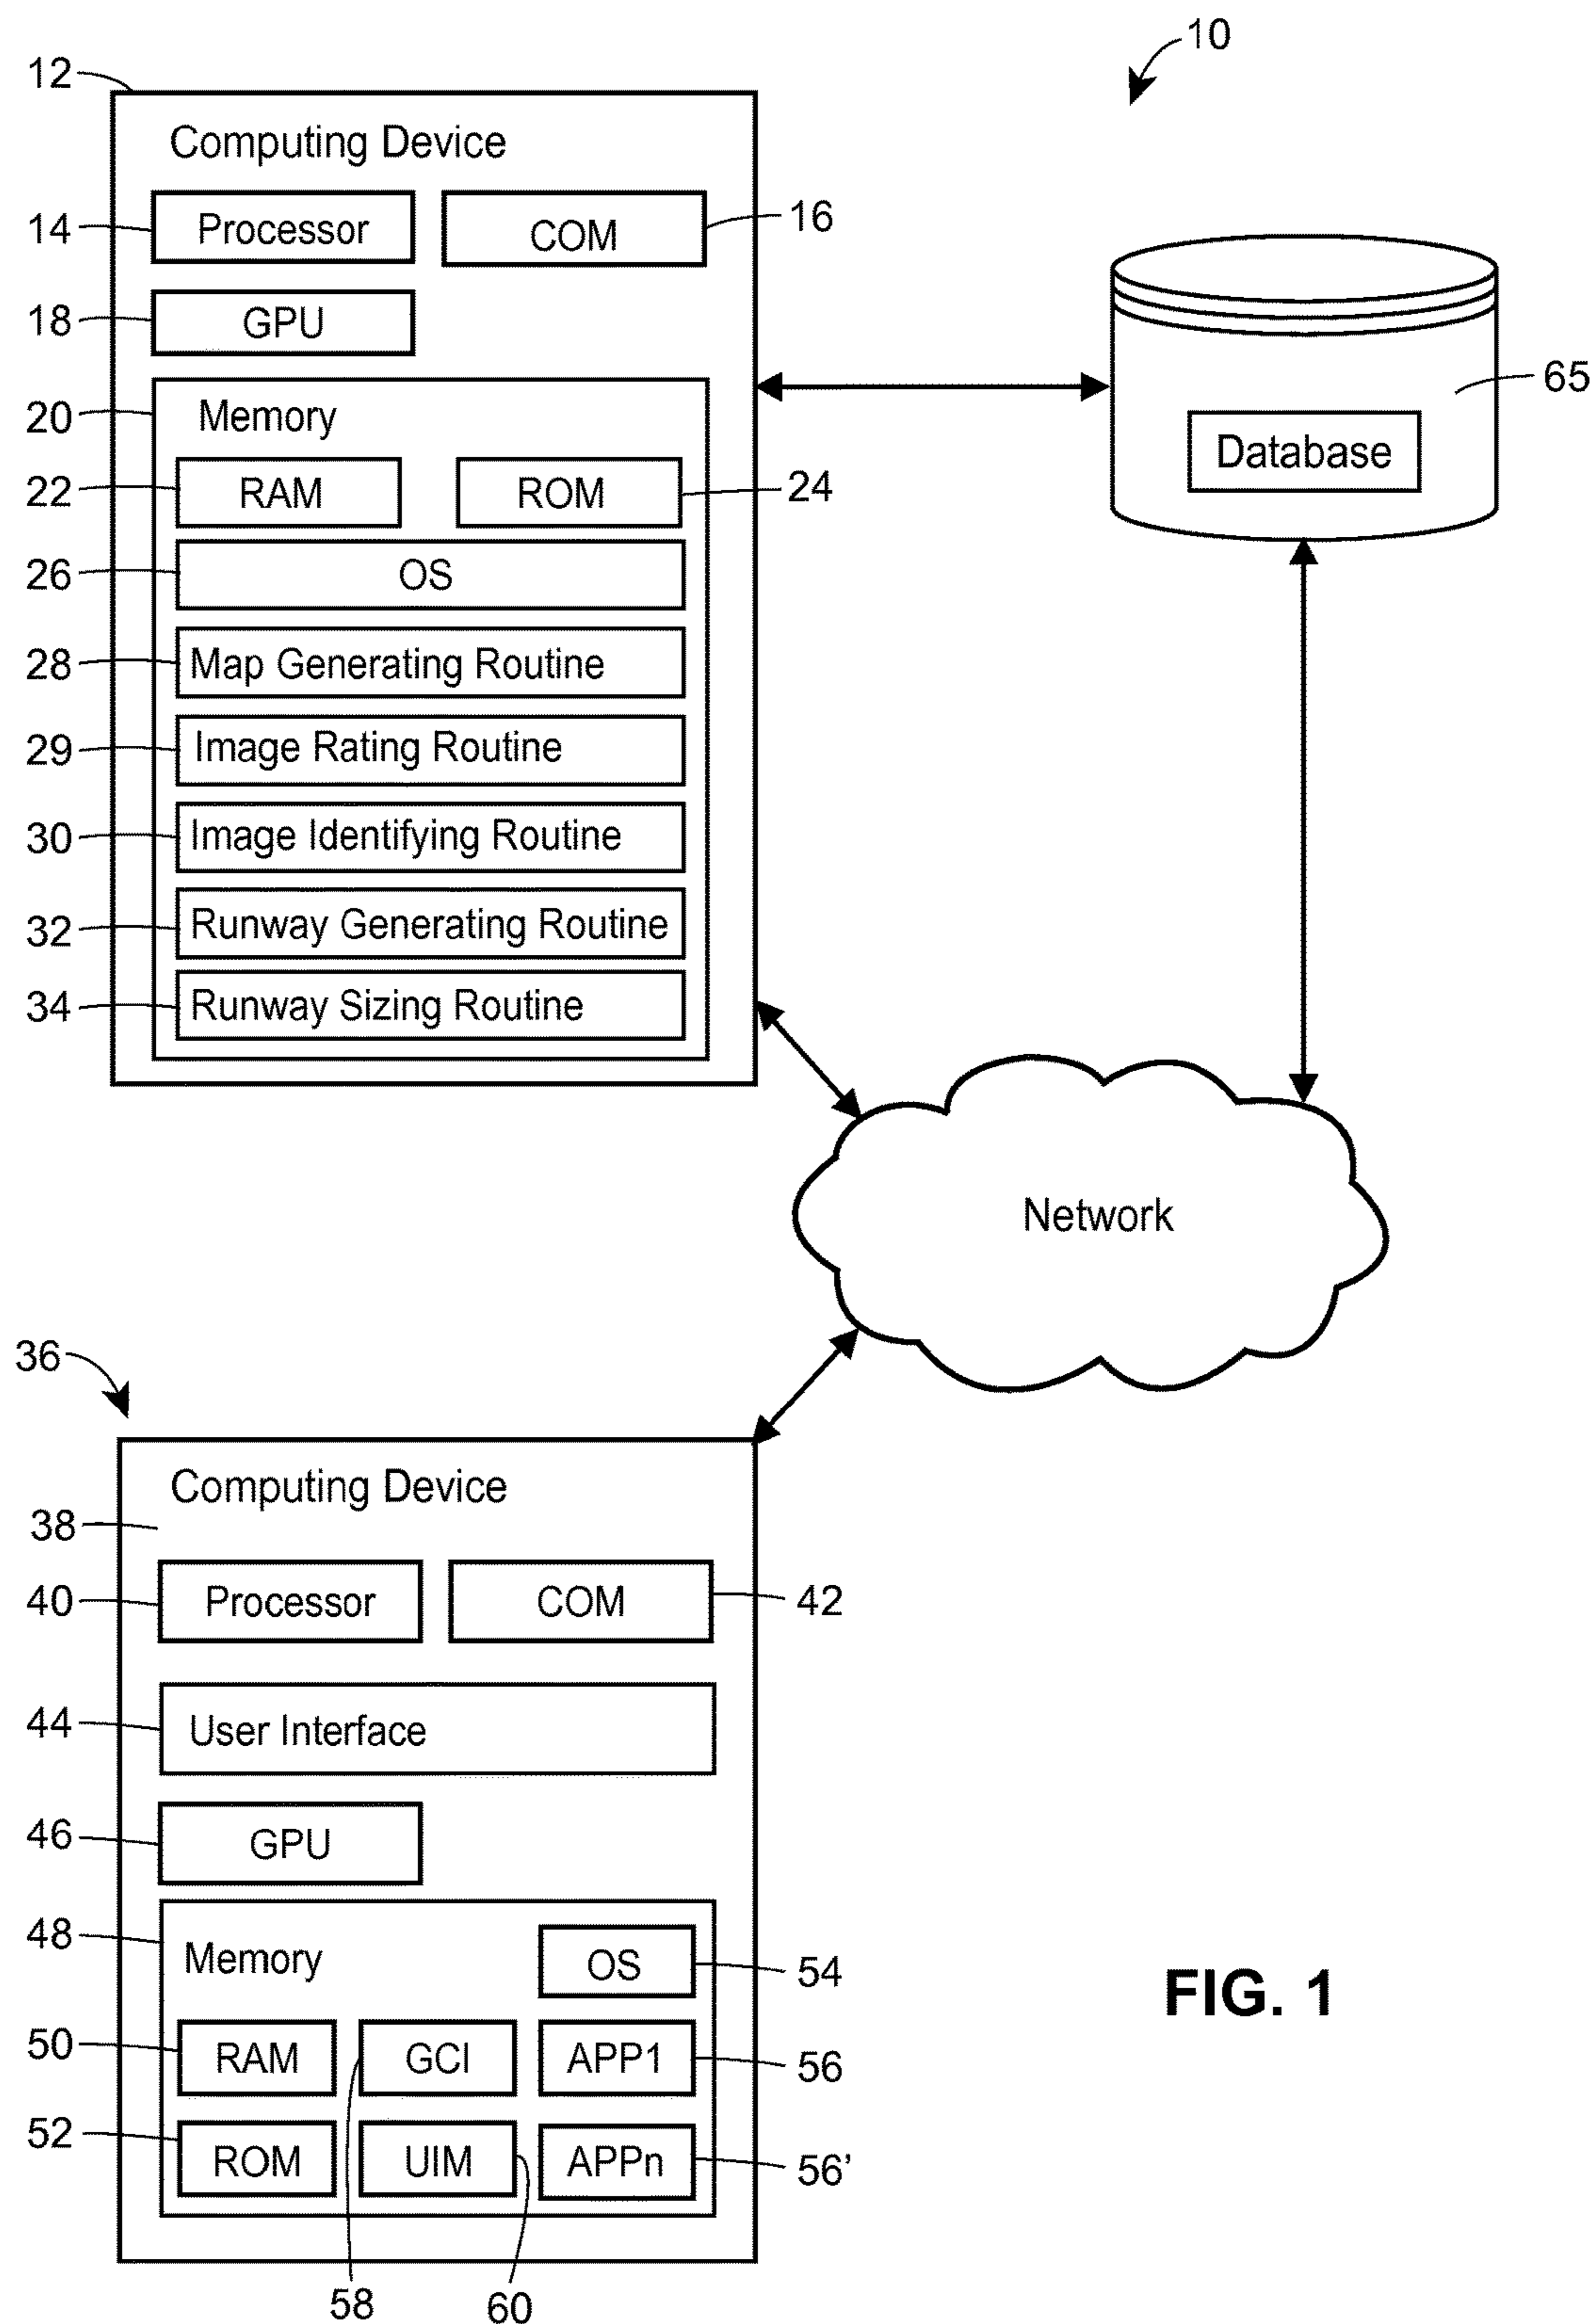 10
12
Computing Device
14 Processor COM 16
18 GPU
20 Memory
22 RAM ROM 24
26 OS
28 Map Generating Routine
29 Image Rating Routine
30 Image Identifying Routine
32 Runway Generating Routine
34 Runway Sizing Routine
65
Database
Network
36
Computing Device
38
40 Processor COM 42
44 User Interface
46 GPU
48 Memory OS 54
50 RAM GCI APP1 56
52 ROM UIM APPn 56’
58 60
FIG. 1